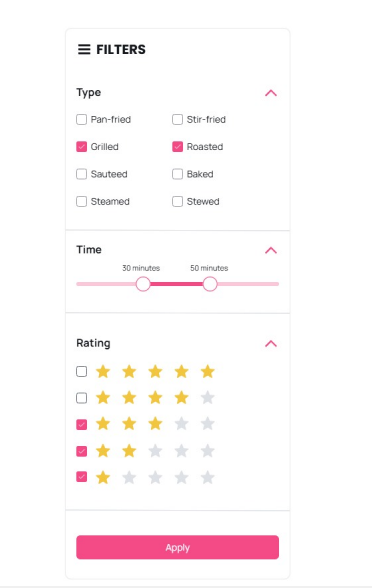 FILTERS
Type
Pan-fried Stir-fried
Grilled Roasted
Sauteed Baked
Steamed Stewed
Time
30 minutes 50 minutes
Rating
Apply